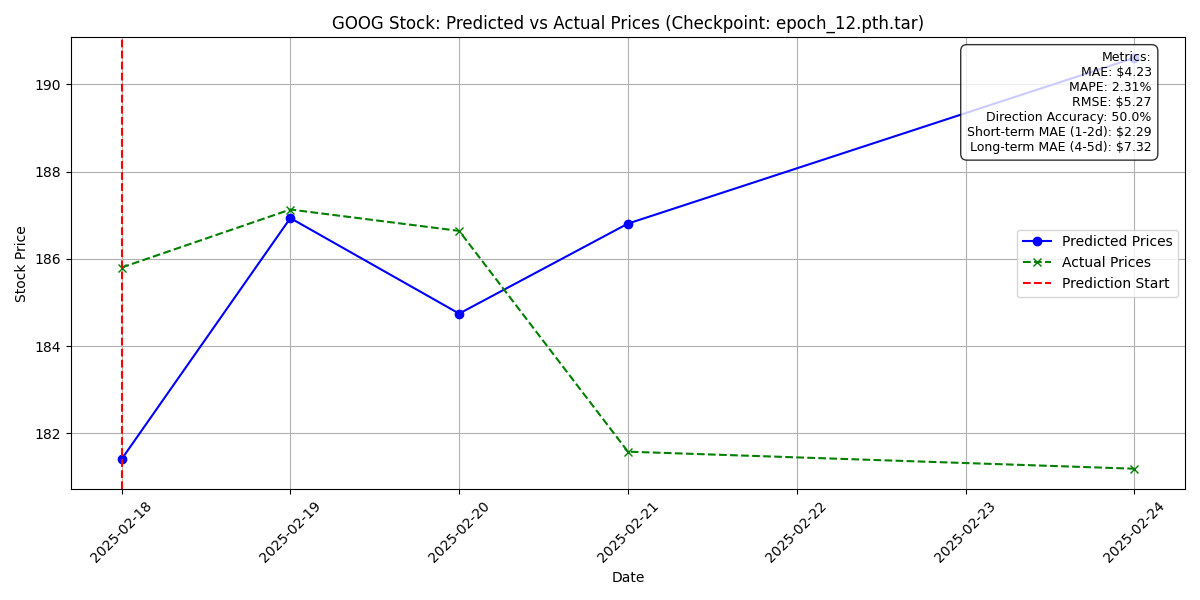 GOOG Stock: Predicted vs Actual Prices (Checkpoint: epoch_12.pth.tar)
Metrics:
MAE: $4.23
MAPE: 2.31%
RMSE: $5.27
Direction Accuracy: 50.0%
Short-term MAE (1-2d): $2.29
Long-term MAE (4-5d): $7.32
Predicted Prices
Actual Prices
Prediction Start
Stock Price
190
188
186
184
182
2025-02-18
2025-02-19
2025-02-20
2025-02-21
2025-02-22
2025-02-23
2025-02-24
Date